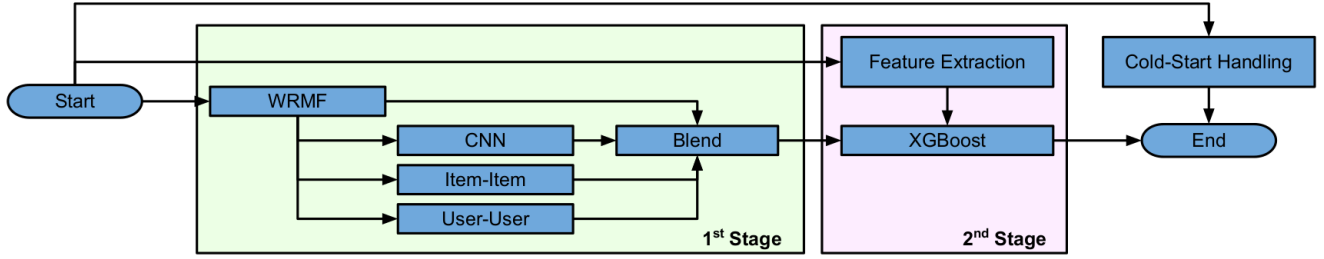 Start
WRMF
CNN
Item-Item
User-User
Blend
1st Stage
Feature Extraction
XGBoost
2nd Stage
Cold-Start Handling
End